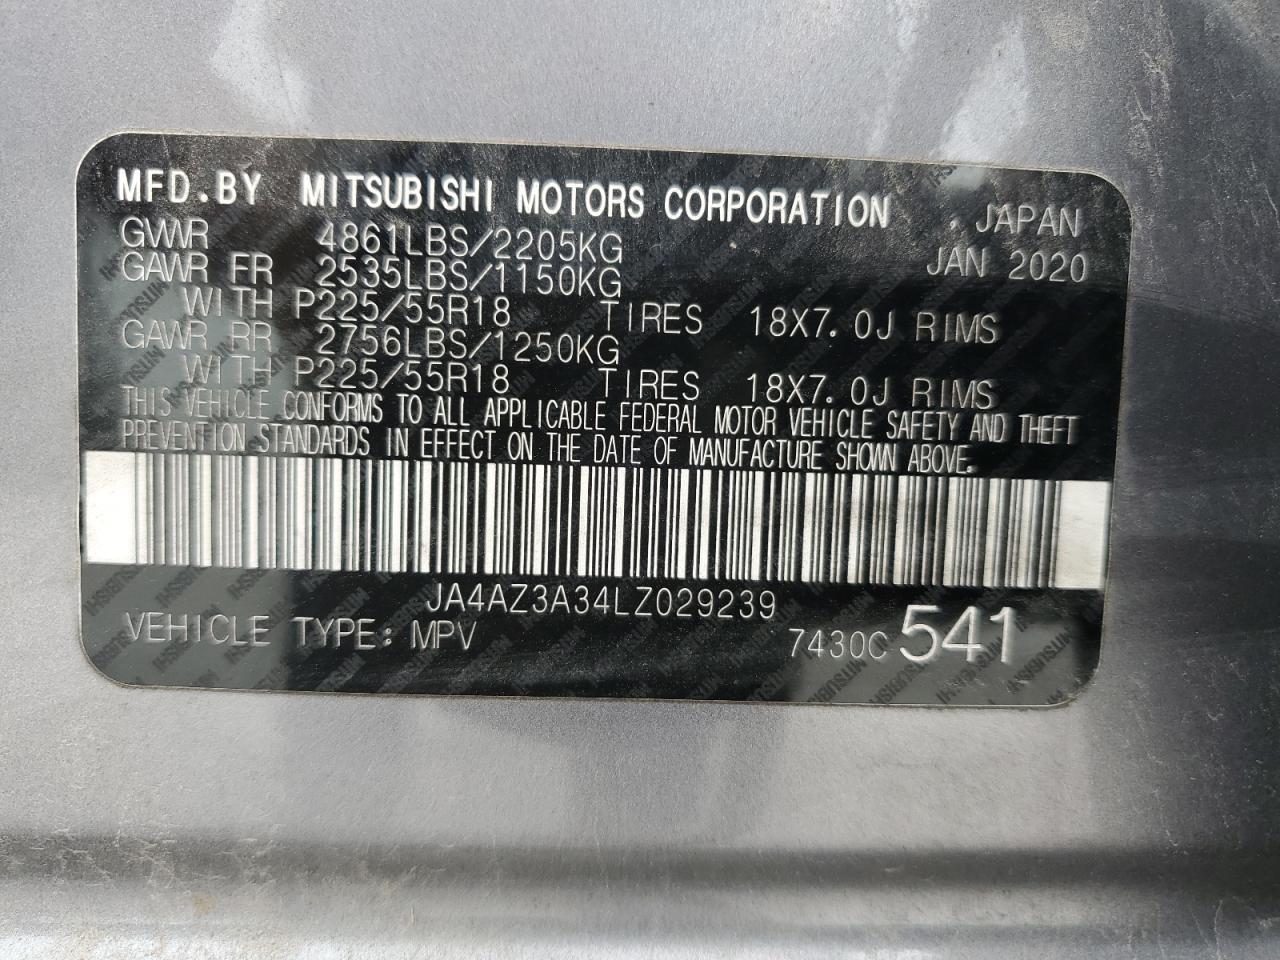 MFD.BY MITSUBISHI MOTORS CORPORATION . JAPAN
GVWR 4861LBS/2205KG JAN 2020
GAWR FR 2535LBS/1150KG
WITH P225/55R18 TIRES 18X7.0J RIMS
GAWR RR 2756LBS/1250KG
WITH P225/55R18 TIRES 18X7.0J RIMS
THIS VEHICLE CONFORMS TO ALL APPLICABLE FEDERAL MOTOR VEHICLE SAFETY AND THEFT
PREVENTION STANDARDS IN EFFECT ON THE DATE OF MANUFACTURE SHOWN ABOVE.
JA4AZ3A34LZ029239
VEHICLE TYPE: MPV 7430C 541